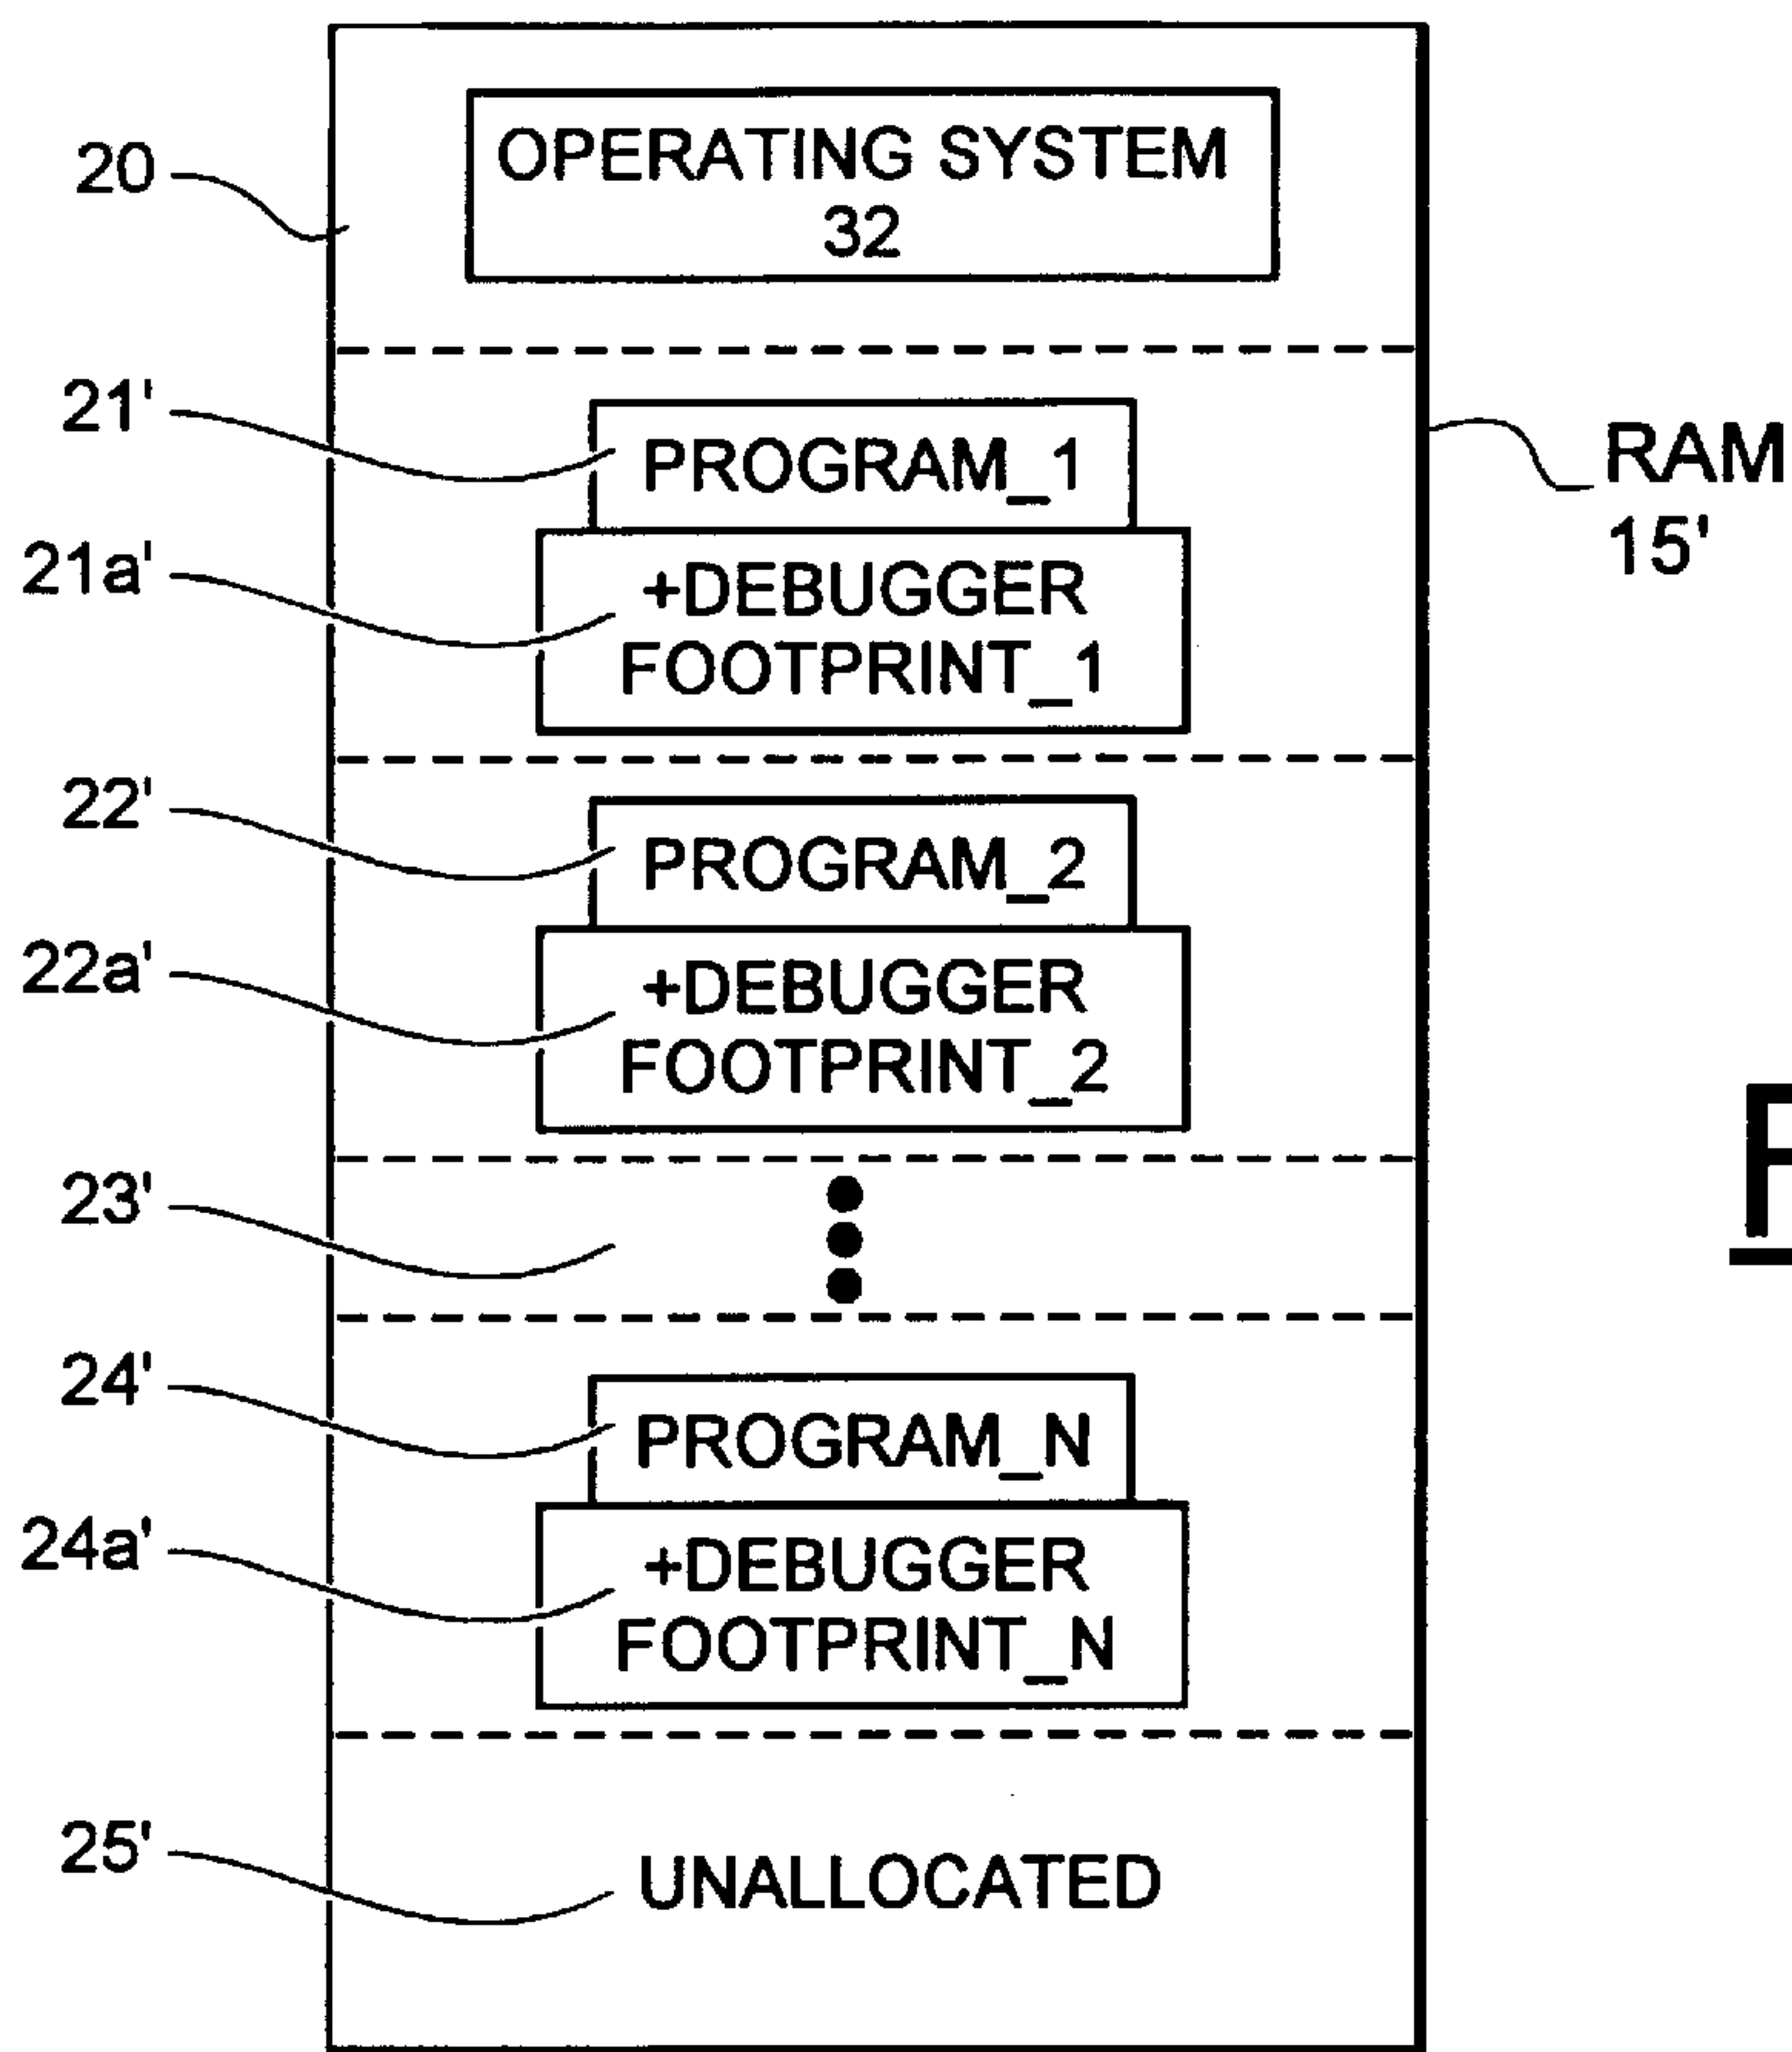 20
OPERATING SYSTEM
32
21'
PROGRAM_1
RAM
15'
21a'
+DEBUGGER
FOOTPRINT_1
22'
PROGRAM_2
22a'
+DEBUGGER
FOOTPRINT_2
23'
24'
PROGRAM_N
24a'
+DEBUGGER
FOOTPRINT_N
25'
UNALLOCATED